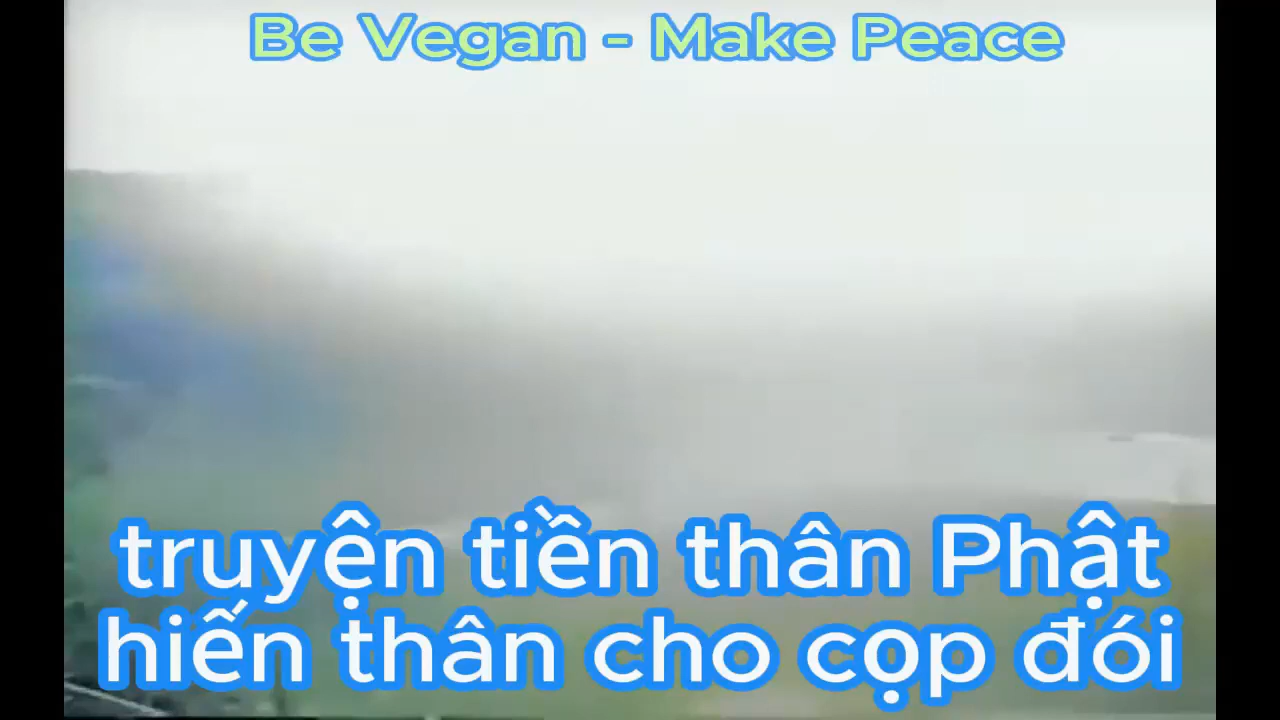 Be Vegan - Make Peace
truyện tiền thân Phật
hiến thân cho cọp đói